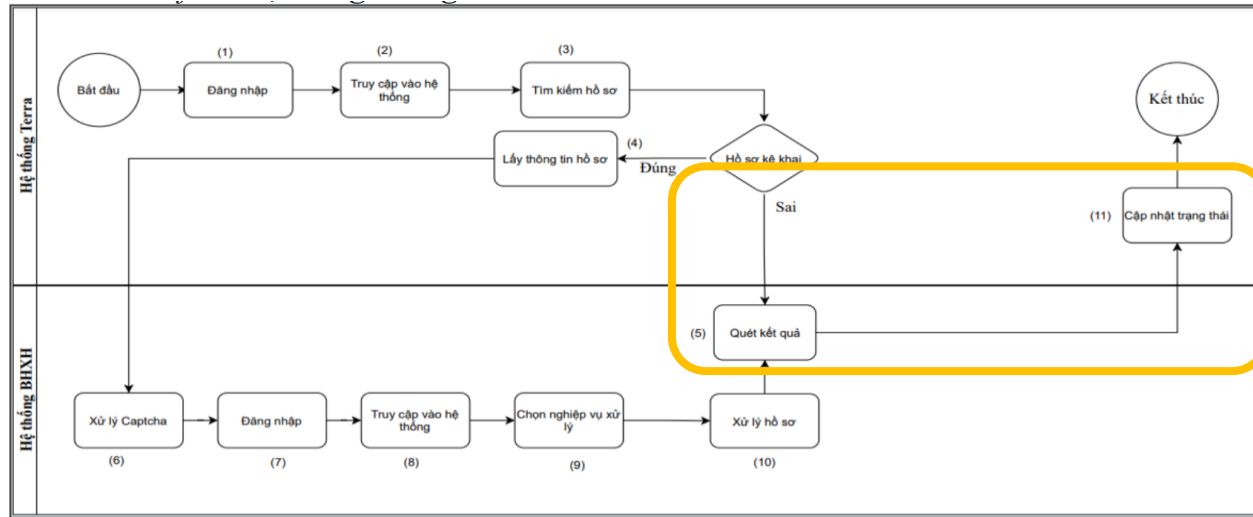 Hệ thống Terra
Bắt đầu
(1)
Đăng nhập
(2)
Truy cập vào hệ
thống
(3)
Tìm kiếm hồ sơ
Kết thúc
Lấy thông tin hồ sơ
(4)
Đúng
Hồ sơ kê khai
Sai
(11)
Cập nhật trạng thái
Hệ thống BHXH
(5)
Quét kết quả
Xử lý Captcha
(6)
Đăng nhập
(7)
Truy cập vào hệ
thống
(8)
Chọn nghiệp vụ xử
lý
(9)
Xử lý hồ sơ
(10)